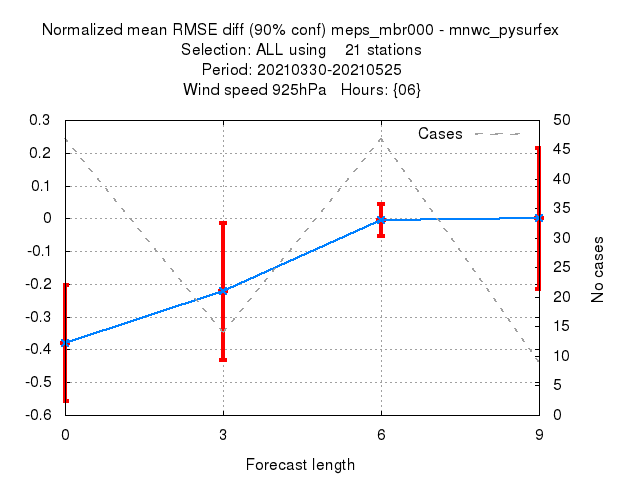 Normalized mean RMSE diff (90% conf) meps_mbr000 - mnwc_pysurfex
Selection: ALL using    21 stations
Period: 20210330-20210525
Wind speed 925hPa   Hours: {06}
Cases
0.3
0.2
0.1
0
-0.1
-0.2
-0.3
-0.4
-0.5
-0.6
50
45
40
35
30
25
20
15
10
5
0
No cases
0 3 6 9
Forecast length